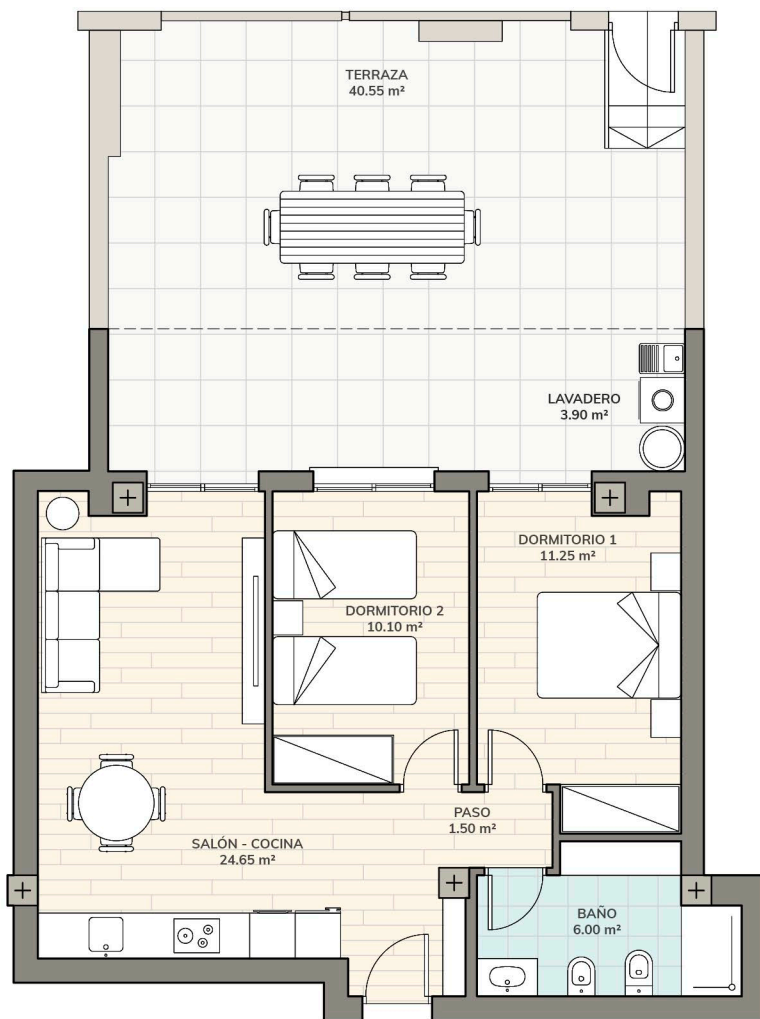 TERRAZA
40.55 m²
LAVADERO
3.90 m²
DORMITORIO 1
11.25 m²
DORMITORIO 2
10.10 m²
PASO
1.50 m²
SALÓN - COCINA
24.65 m²
BAÑO
6.00 m²